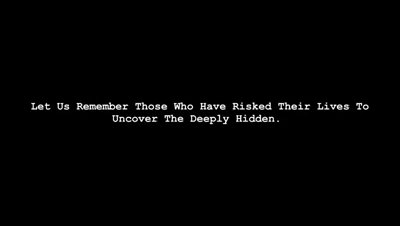 Let Us Remember Those Who Have Risked Their Lives To
Uncover The Deeply Hidden.